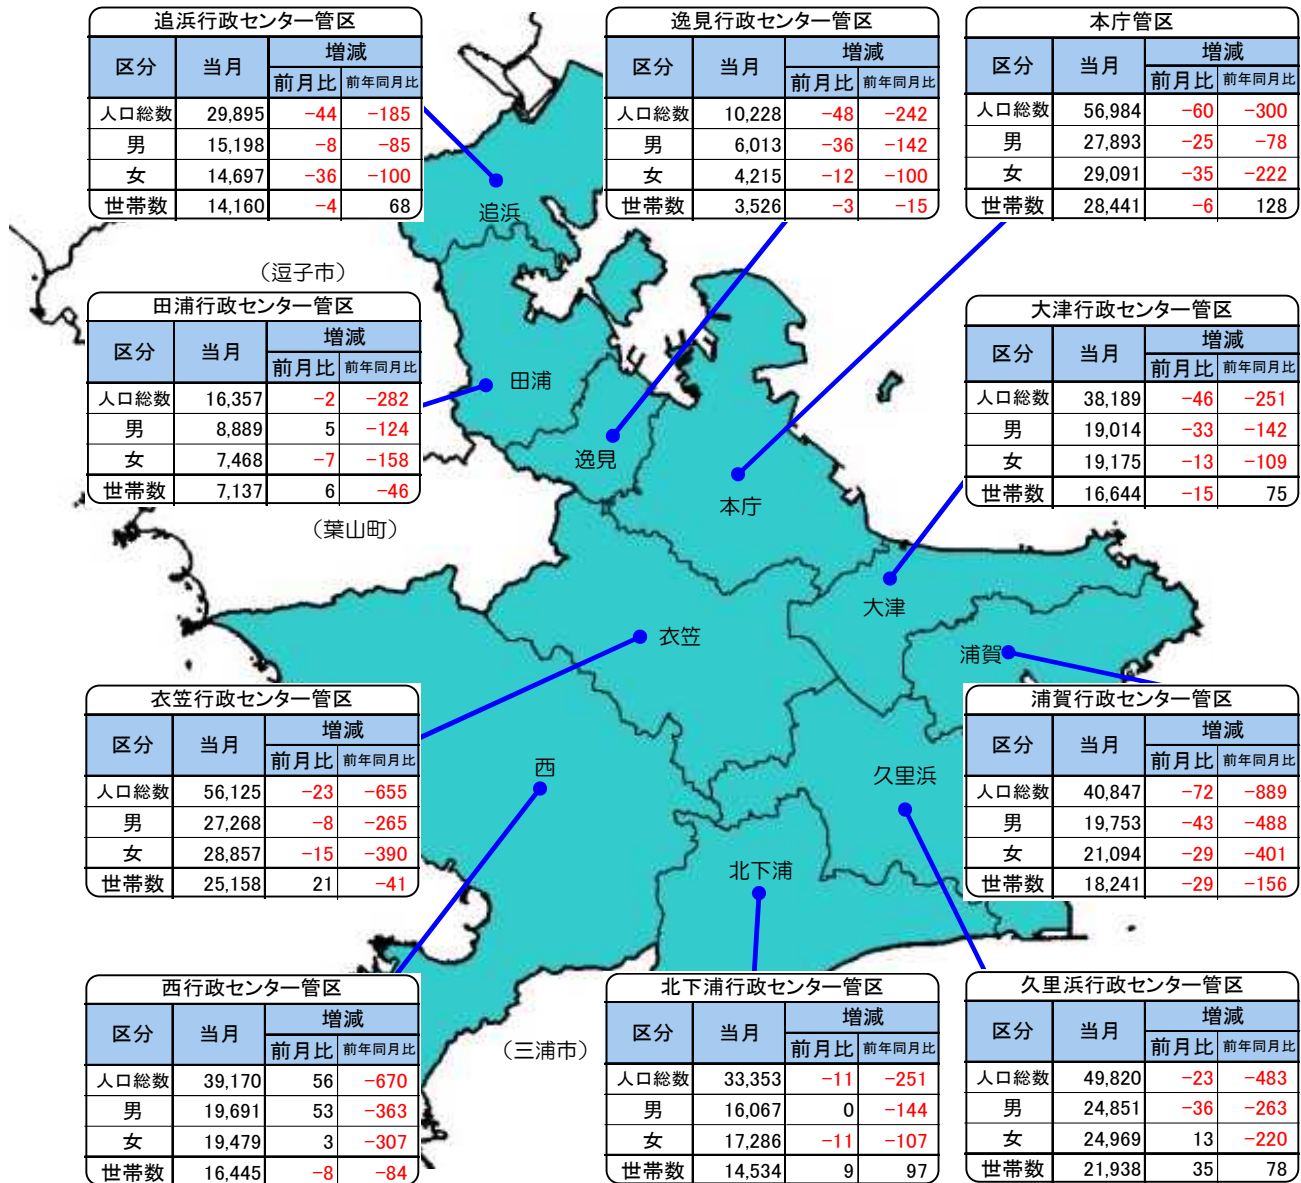 追浜行政センター管区
区分 当月 増減
前月比 前年同月比
人口総数 29,895 -44 -185
男 15,198 -8 -85
女 14,697 -36 -100
世帯数 14,160 -4 68
逸見行政センター管区
区分 当月 増減
前月比 前年同月比
人口総数 10,228 -48 -242
男 6,013 -36 -142
女 4,215 -12 -100
世帯数 3,526 -3 -15
本庁管区
区分 当月 増減
前月比 前年同月比
人口総数 56,984 -60 -300
男 27,893 -25 -78
女 29,091 -35 -222
世帯数 28,441 -6 128
追浜
（逗子市）
田浦行政センター管区
区分 当月 増減
前月比 前年同月比
人口総数 16,357 -2 -282
男 8,889 5 -124
女 7,468 -7 -158
世帯数 7,137 6 -46
田浦
逸見
本庁
大津行政センター管区
区分 当月 増減
前月比 前年同月比
人口総数 38,189 -46 -251
男 19,014 -33 -142
女 19,175 -13 -109
世帯数 16,644 -15 75
（葉山町）
大津
衣笠
浦賀
衣笠行政センター管区
区分 当月 増減
前月比 前年同月比
人口総数 56,125 -23 -655
男 27,268 -8 -265
女 28,857 -15 -390
世帯数 25,158 21 -41
西
久里浜
北下浦
浦賀行政センター管区
区分 当月 増減
前月比 前年同月比
人口総数 40,847 -72 -889
男 19,753 -43 -488
女 21,094 -29 -401
世帯数 18,241 -29 -156
西行政センター管区
区分 当月 増減
前月比 前年同月比
人口総数 39,170 56 -670
男 19,691 53 -363
女 19,479 3 -307
世帯数 16,445 -8 -84
（三浦市）
北下浦行政センター管区
区分 当月 増減
前月比 前年同月比
人口総数 33,353 -11 -251
男 16,067 0 -144
女 17,286 -11 -107
世帯数 14,534 9 97
久里浜行政センター管区
区分 当月 増減
前月比 前年同月比
人口総数 49,820 -23 -483
男 24,851 -36 -263
女 24,969 13 -220
世帯数 21,938 35 78